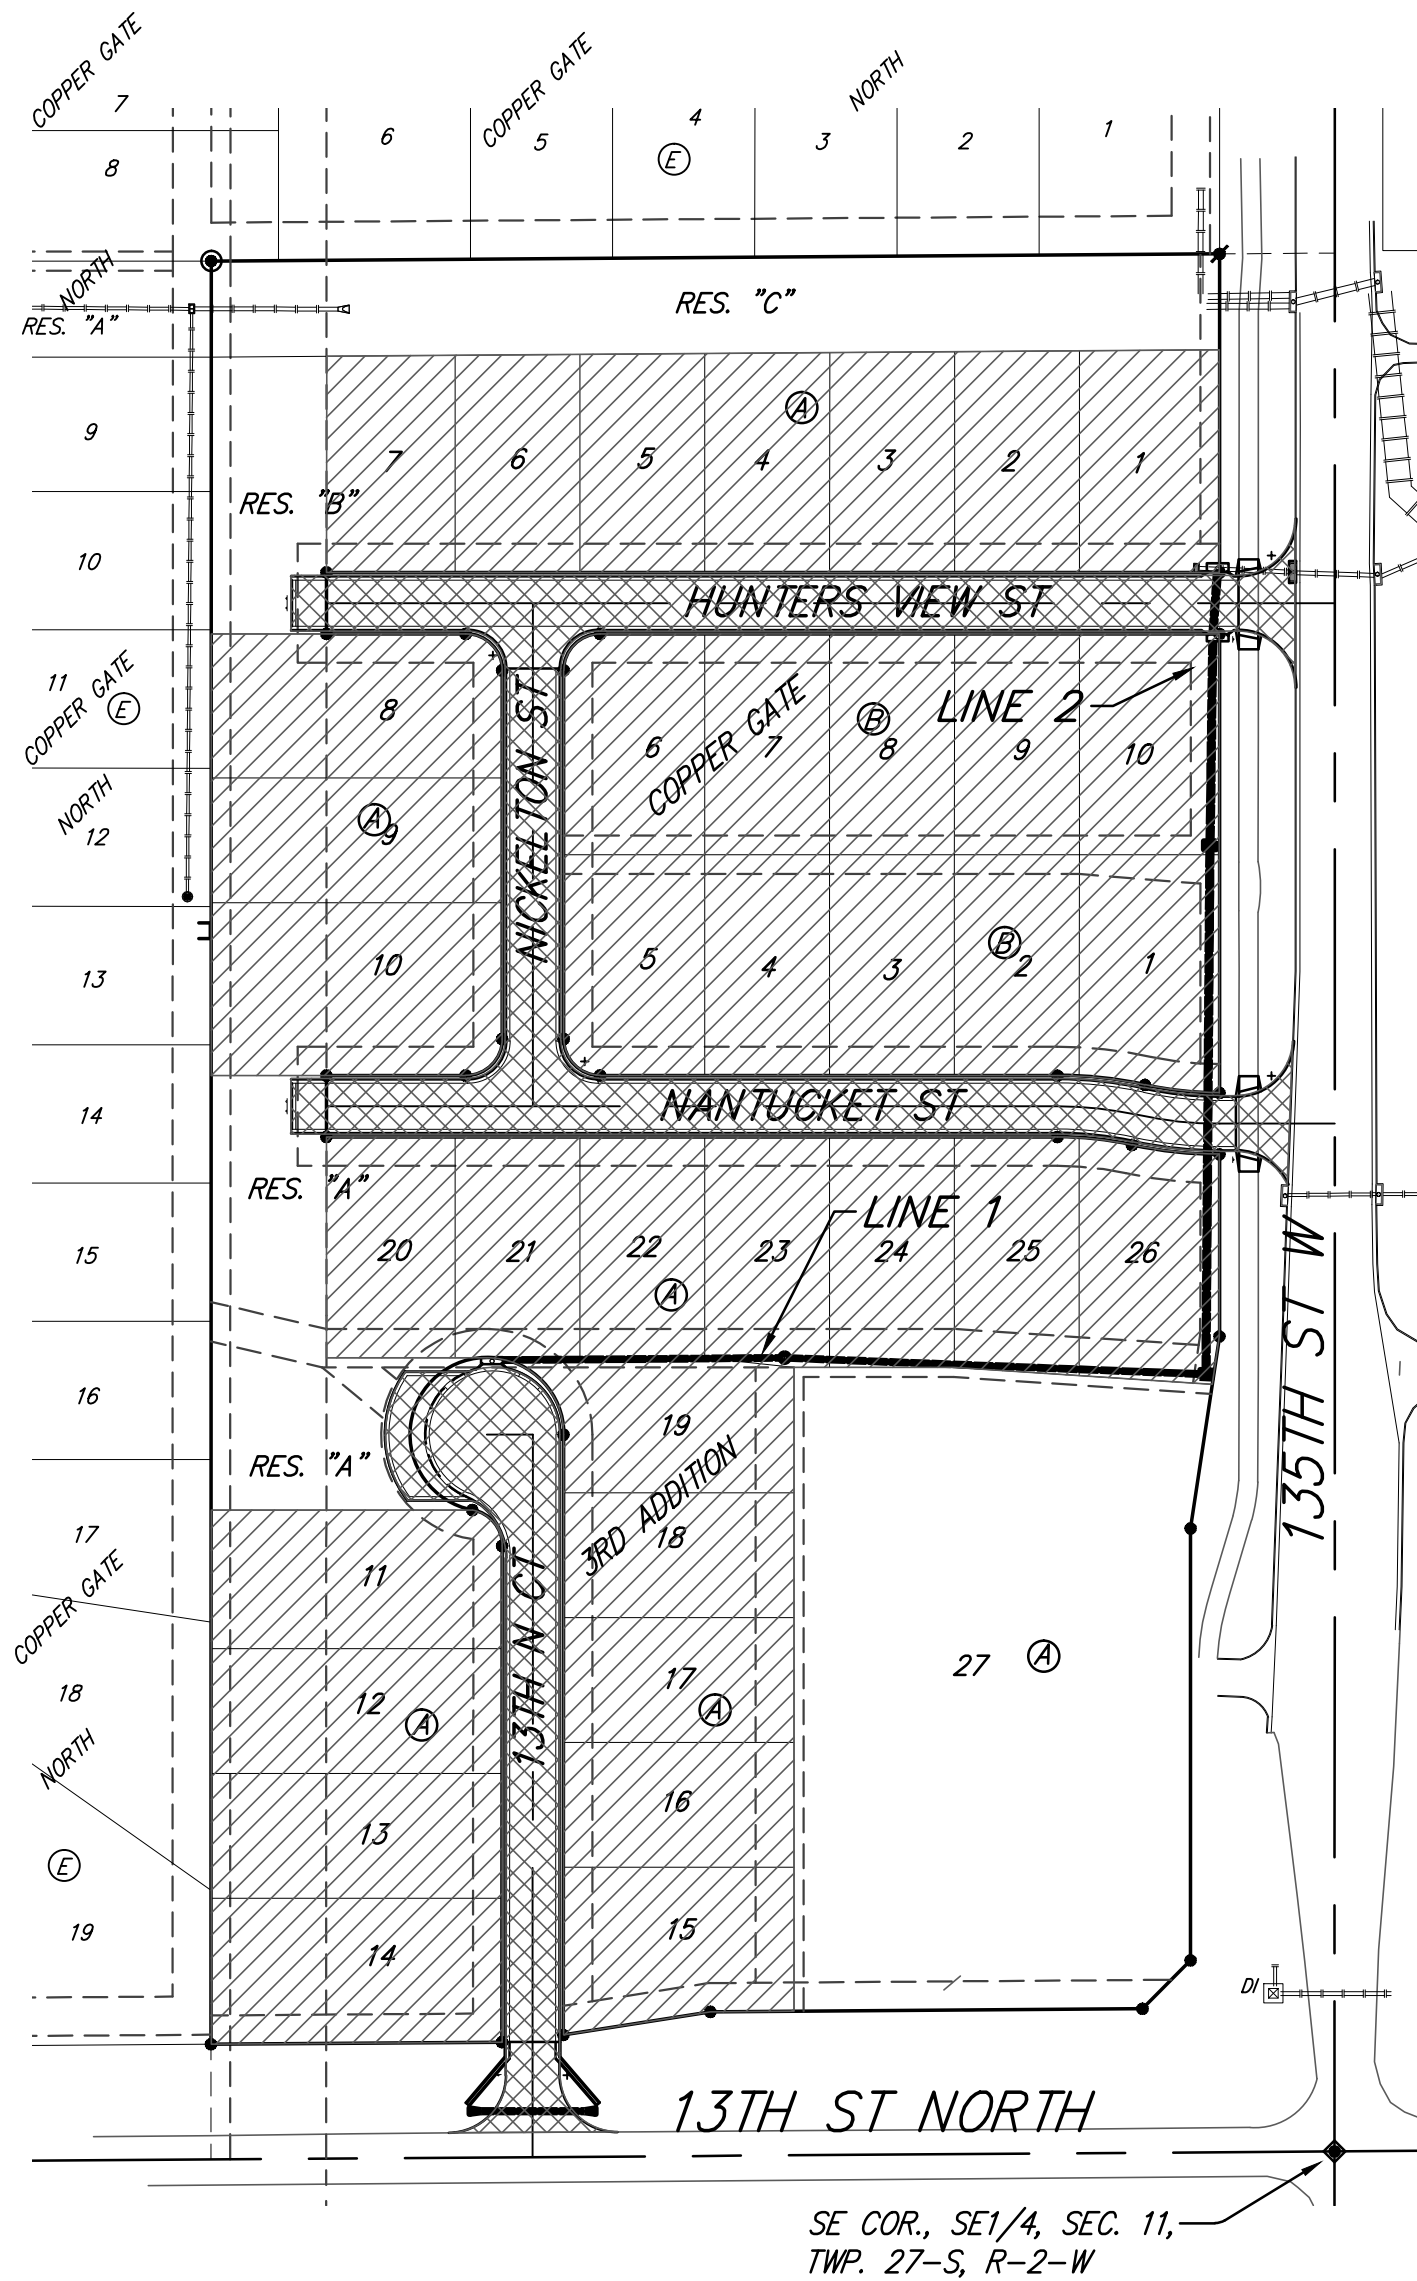 COPPER GATE
COPPER GATE
NORTH
7
6
5
4
3
2
1
8
E
NORTH
RES. "C"
RES. "A"
A
9
7
6
5
4
3
2
1
RES. "B"
10
HUNTERS VIEW ST
11
COPPER GATE
E
8
NICKELTON ST
COPPER GATE
B
LINE 2
6
7
8
9
10
NORTH
12
A
9
B
13
10
5
4
3
2
1
14
NANTUCKET ST
RES. "A"
LINE 1
15
20
21
22
23
24
25
26
A
135TH ST W
16
19
RES. "A"
3RD ADDITION
17
18
COPPER GATE
11
13TH N CT
27
A
18
12
A
17
A
NORTH
16
13
E
19
14
15
DI
13TH ST NORTH
SE COR., SE1/4, SEC. 11,
TWP. 27-S, R-2-W